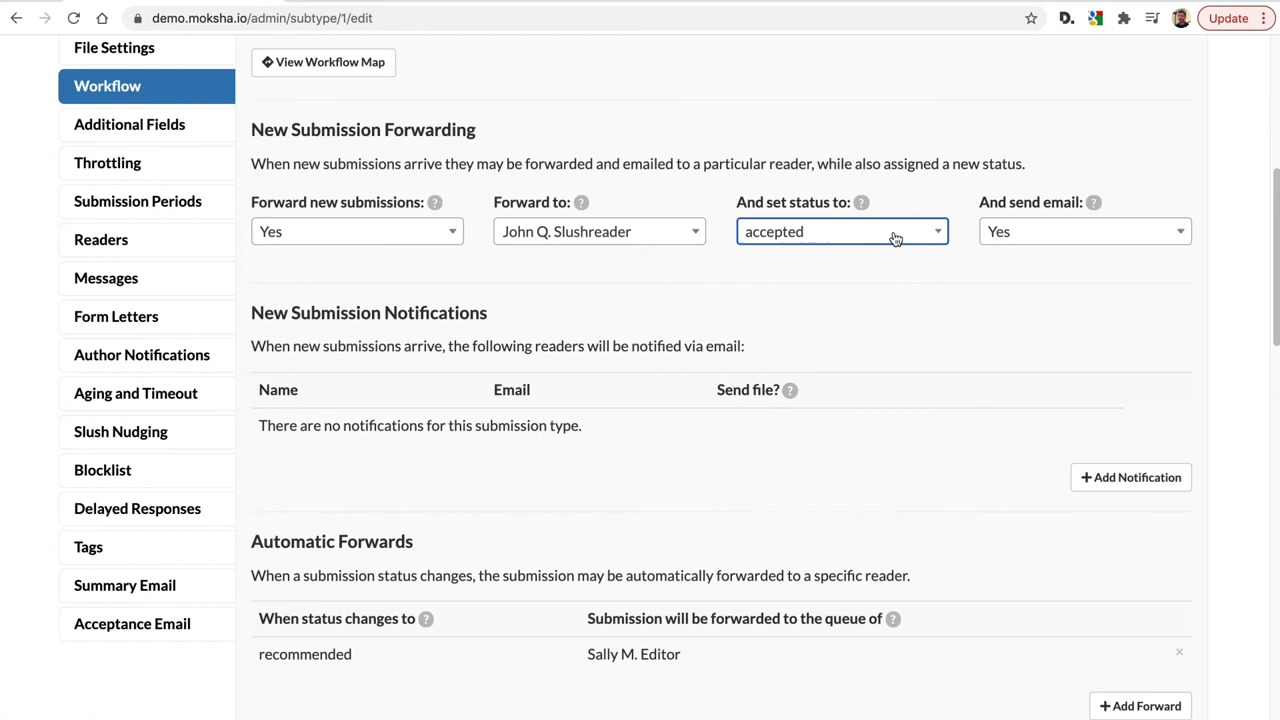 demo.moksha.io/admin/subtype/1/edit
D.
Update
File Settings
Workflow
Additional Fields
Throttling
Submission Periods
Readers
Messages
Form Letters
Author Notifications
Aging and Timeout
Slush Nudging
Blocklist
Delayed Responses
Tags
Summary Email
Acceptance Email
View Workflow Map
New Submission Forwarding
When new submissions arrive they may be forwarded and emailed to a particular reader, while also assigned a new status.
Forward new submissions: ? Forward to: ? And set status to: ? And send email: ?
Yes John Q. Slushreader accepted Yes
New Submission Notifications
When new submissions arrive, the following readers will be notified via email:
Name Email Send file? ?
There are no notifications for this submission type.
+ Add Notification
Automatic Forwards
When a submission status changes, the submission may be automatically forwarded to a specific reader.
When status changes to ? Submission will be forwarded to the queue of ?
recommended Sally M. Editor ×
+ Add Forward